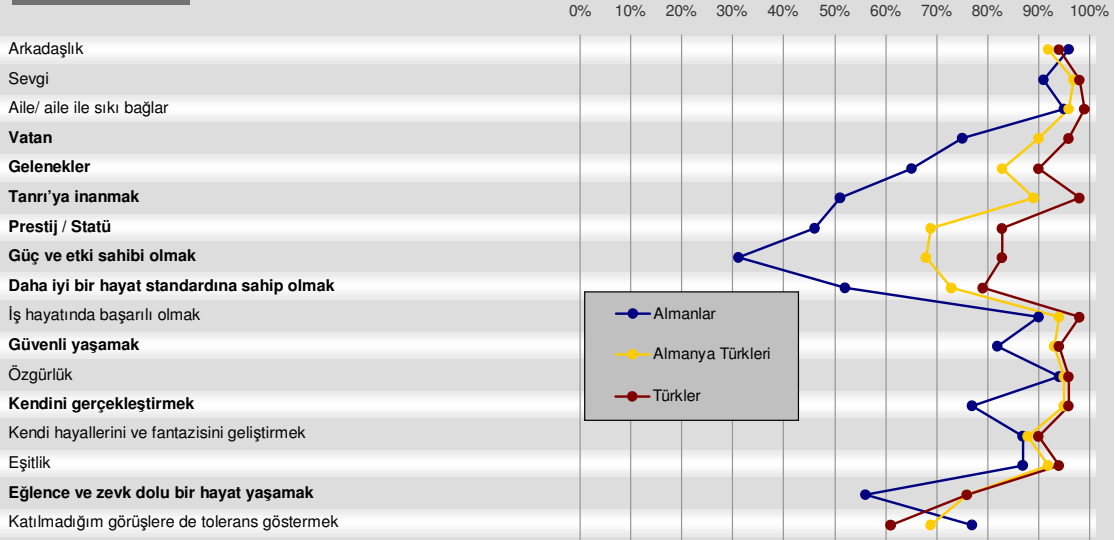 0% 10% 20% 30% 40% 50% 60% 70% 80% 90% 100%
Arkadaşlık
Sevgi
Aile/ aile ile sıkı bağlar
Vatan
Gelenekler
Tanrı’ya inanmak
Prestij / Statü
Güç ve etki sahibi olmak
Daha iyi bir hayat standardına sahip olmak
İş hayatında başarılı olmak
Güvenli yaşamak
Özgürlük
Kendini gerçekleştirmek
Kendi hayallerini ve fantazisini geliştirmek
Eşitlik
Eğlence ve zevk dolu bir hayat yaşamak
Katılmadığım görüşlere de tolerans göstermek
Almanlar
Almanya Türkleri
Türkler